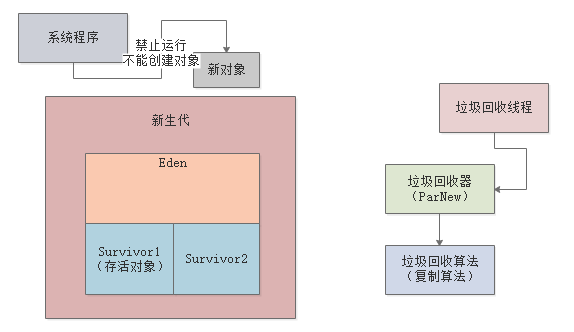 系统程序
禁止运行
不能创建对象
新对象
新生代
Eden
Survivor1
（存活对象）
Survivor2
垃圾回收线程
垃圾回收器
（ParNew）
垃圾回收算法
（复制算法）